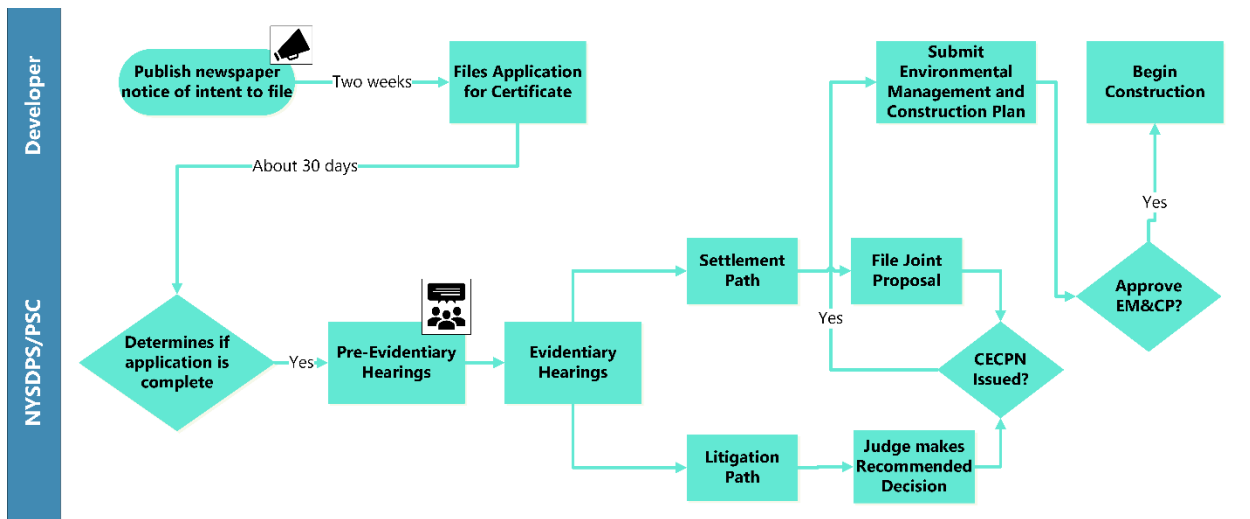 Developer
Publish newspaper
notice of intent to file
Two weeks
Files Application
for Certificate
Submit
Environmental
Management and
Construction Plan
Begin
Construction
About 30 days
Yes
NYSDPS/PSC
Determines if
application is
complete
Yes
Pre-Evidentiary
Hearings
Evidentiary
Hearings
Settlement
Path
File Joint
Proposal
Yes
Approve
EM&CP?
CECPN
Issued?
Litigation
Path
Judge makes
Recommended
Decision